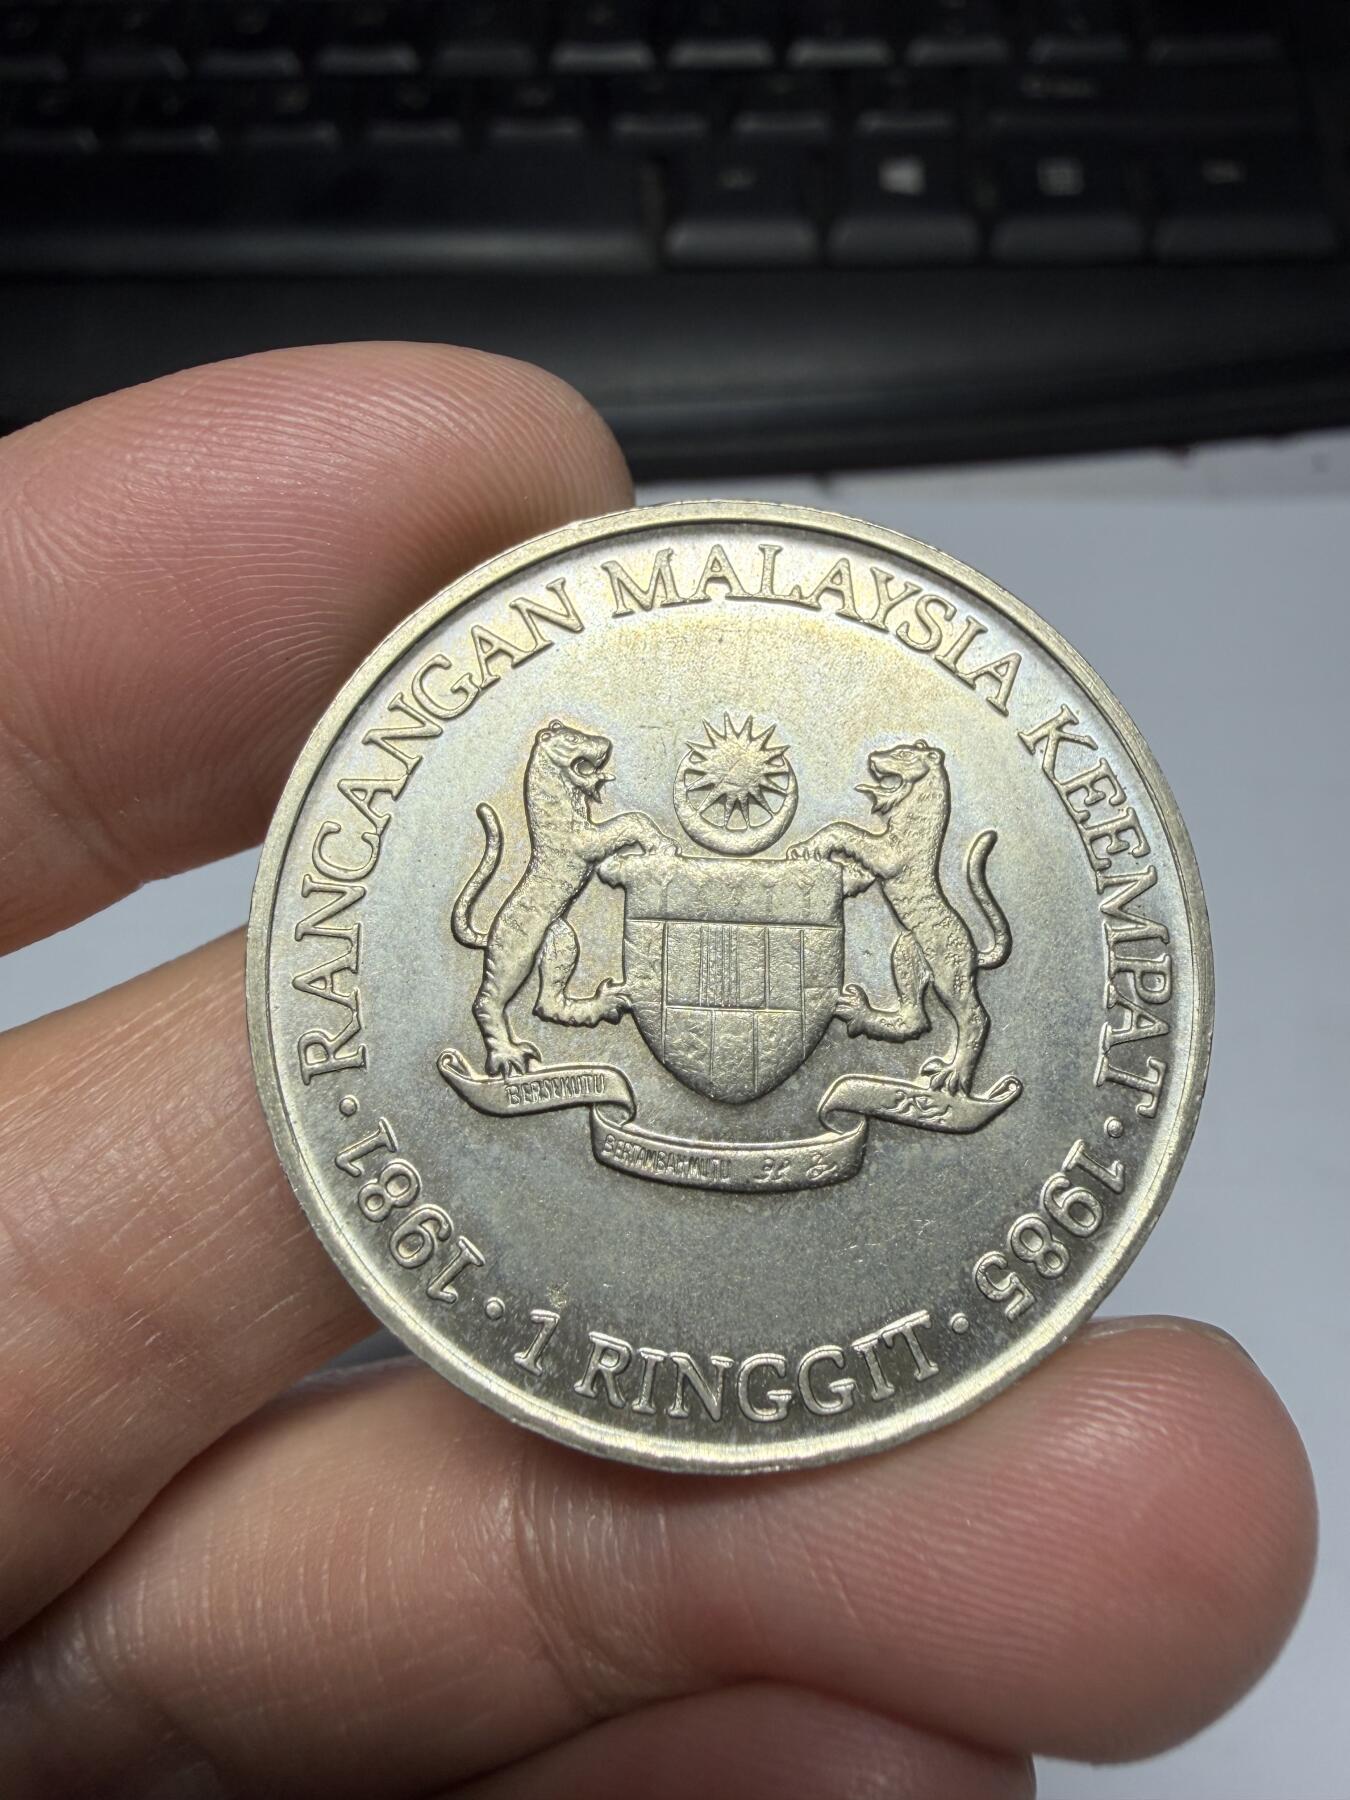 RANCANGAN MALAYSIA KEEMPAT
· 1981 · 1 RINGGIT · 1985 ·
BERSEKUTU
BERTAMBAH MUTU